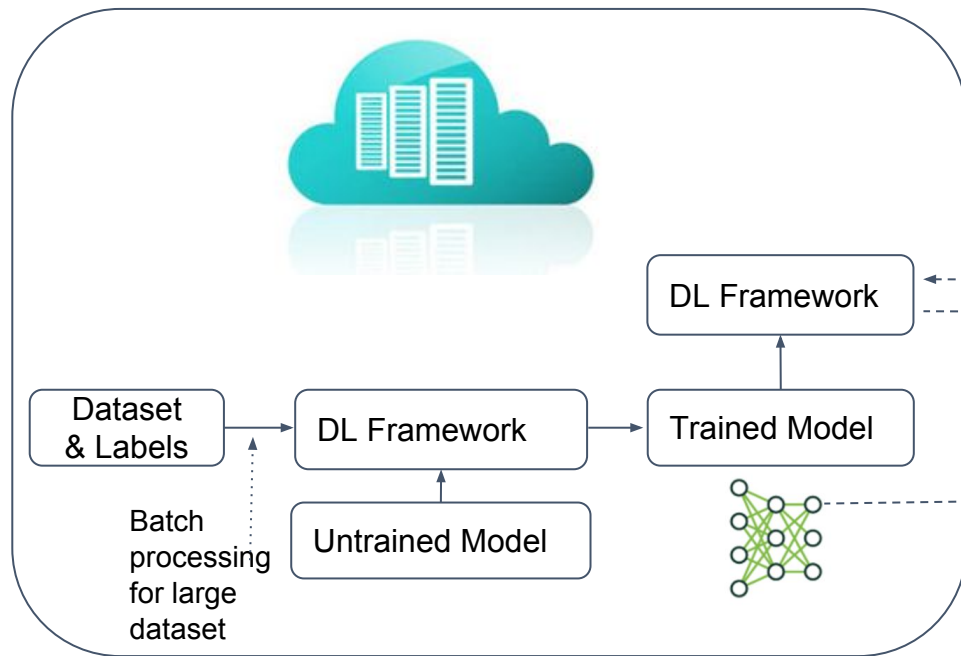 DL Framework
Dataset
& Labels
DL Framework
Trained Model
Untrained Model
Batch
processing
for large
dataset